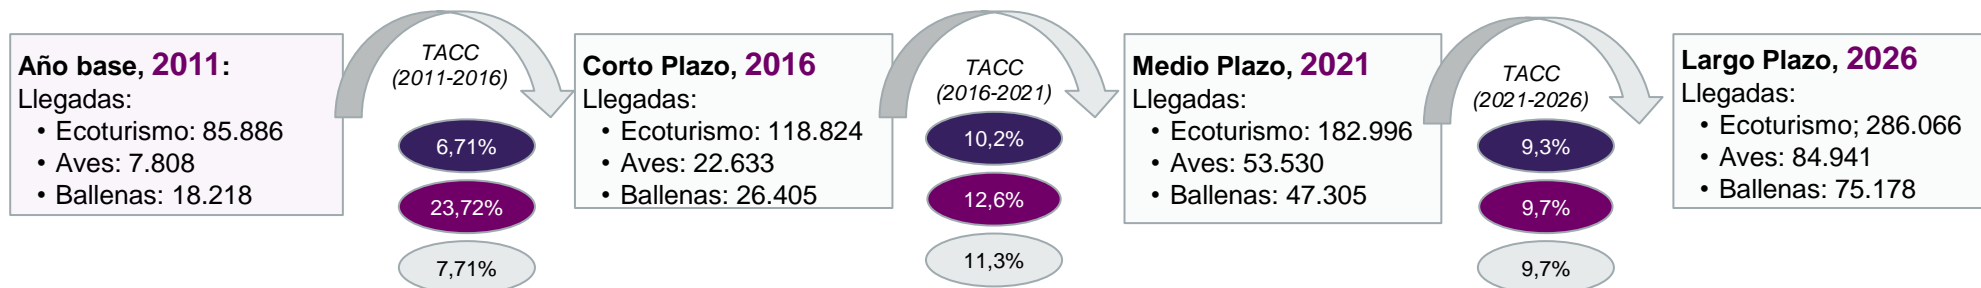 Año base, 2011:
Llegadas:
• Ecoturismo: 85.886
• Aves: 7.808
• Ballenas: 18.218
TACC
(2011-2016)
6,71%
23,72%
7,71%
Corto Plazo, 2016
Llegadas:
• Ecoturismo: 118.824
• Aves: 22.633
• Ballenas: 26.405
TACC
(2016-2021)
10,2%
12,6%
11,3%
Medio Plazo, 2021
Llegadas:
• Ecoturismo: 182.996
• Aves: 53.530
• Ballenas: 47.305
TACC
(2021-2026)
9,3%
9,7%
9,7%
Largo Plazo, 2026
Llegadas:
• Ecoturismo; 286.066
• Aves: 84.941
• Ballenas: 75.178